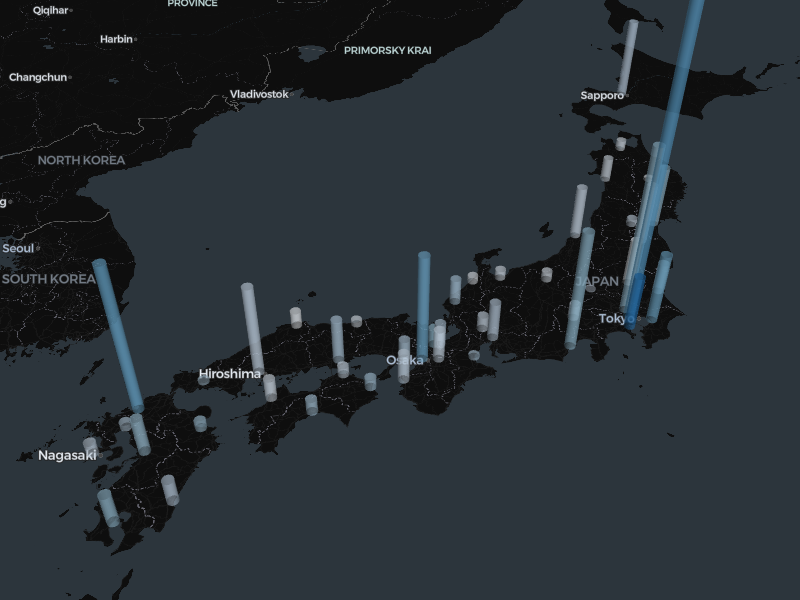 PROVINCE
Qiqihar
Harbin
PRIMORSKY KRAI
Changchun
Vladivostok
Sapporo
NORTH KOREA
g
Seoul
SOUTH KOREA
JAPAN
Tokyo
Osaka
Hiroshima
Nagasaki